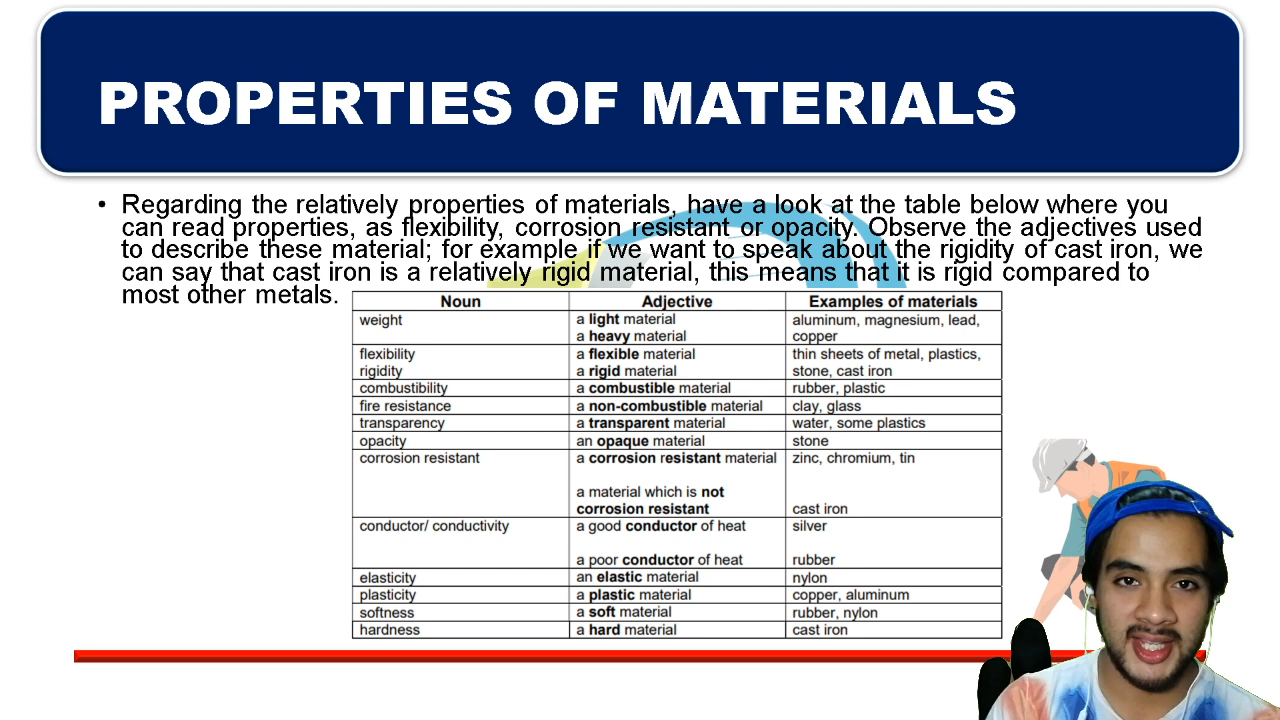 PROPERTIES OF MATERIALS
• Regarding the relatively properties of materials, have a look at the table below where you
can read properties, as flexibility, corrosion resistant or opacity. Observe the adjectives used
to describe these material; for example if we want to speak about the rigidity of cast iron, we
can say that cast iron is a relatively rigid material, this means that it is rigid compared to
most other metals.
Noun Adjective Examples of materials
weight a light material aluminum, magnesium, lead,
a heavy material copper
flexibility a flexible material thin sheets of metal, plastics,
rigidity a rigid material stone, cast iron
combustibility a combustible material rubber, plastic
fire resistance a non-combustible material clay, glass
transparency a transparent material water, some plastics
opacity an opaque material stone
corrosion resistant a corrosion resistant material zinc, chromium, tin
a material which is not
corrosion resistant cast iron
conductor/ conductivity a good conductor of heat silver
a poor conductor of heat rubber
elasticity an elastic material nylon
plasticity a plastic material copper, aluminum
softness a soft material rubber, nylon
hardness a hard material cast iron